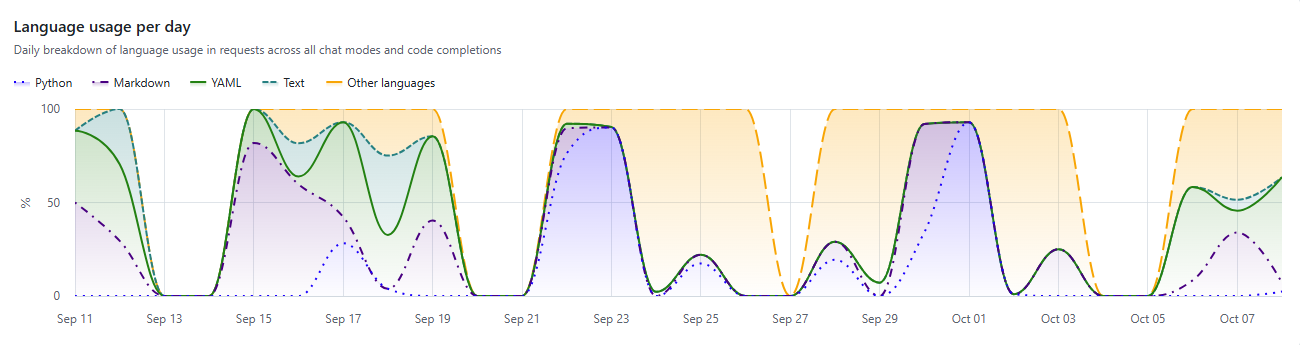 Language usage per day
Daily breakdown of language usage in requests across all chat modes and code completions
Python Markdown YAML Text Other languages
100
50
%
0
Sep 11 Sep 13 Sep 15 Sep 17 Sep 19 Sep 21 Sep 23 Sep 25 Sep 27 Sep 29 Oct 01 Oct 03 Oct 05 Oct 07